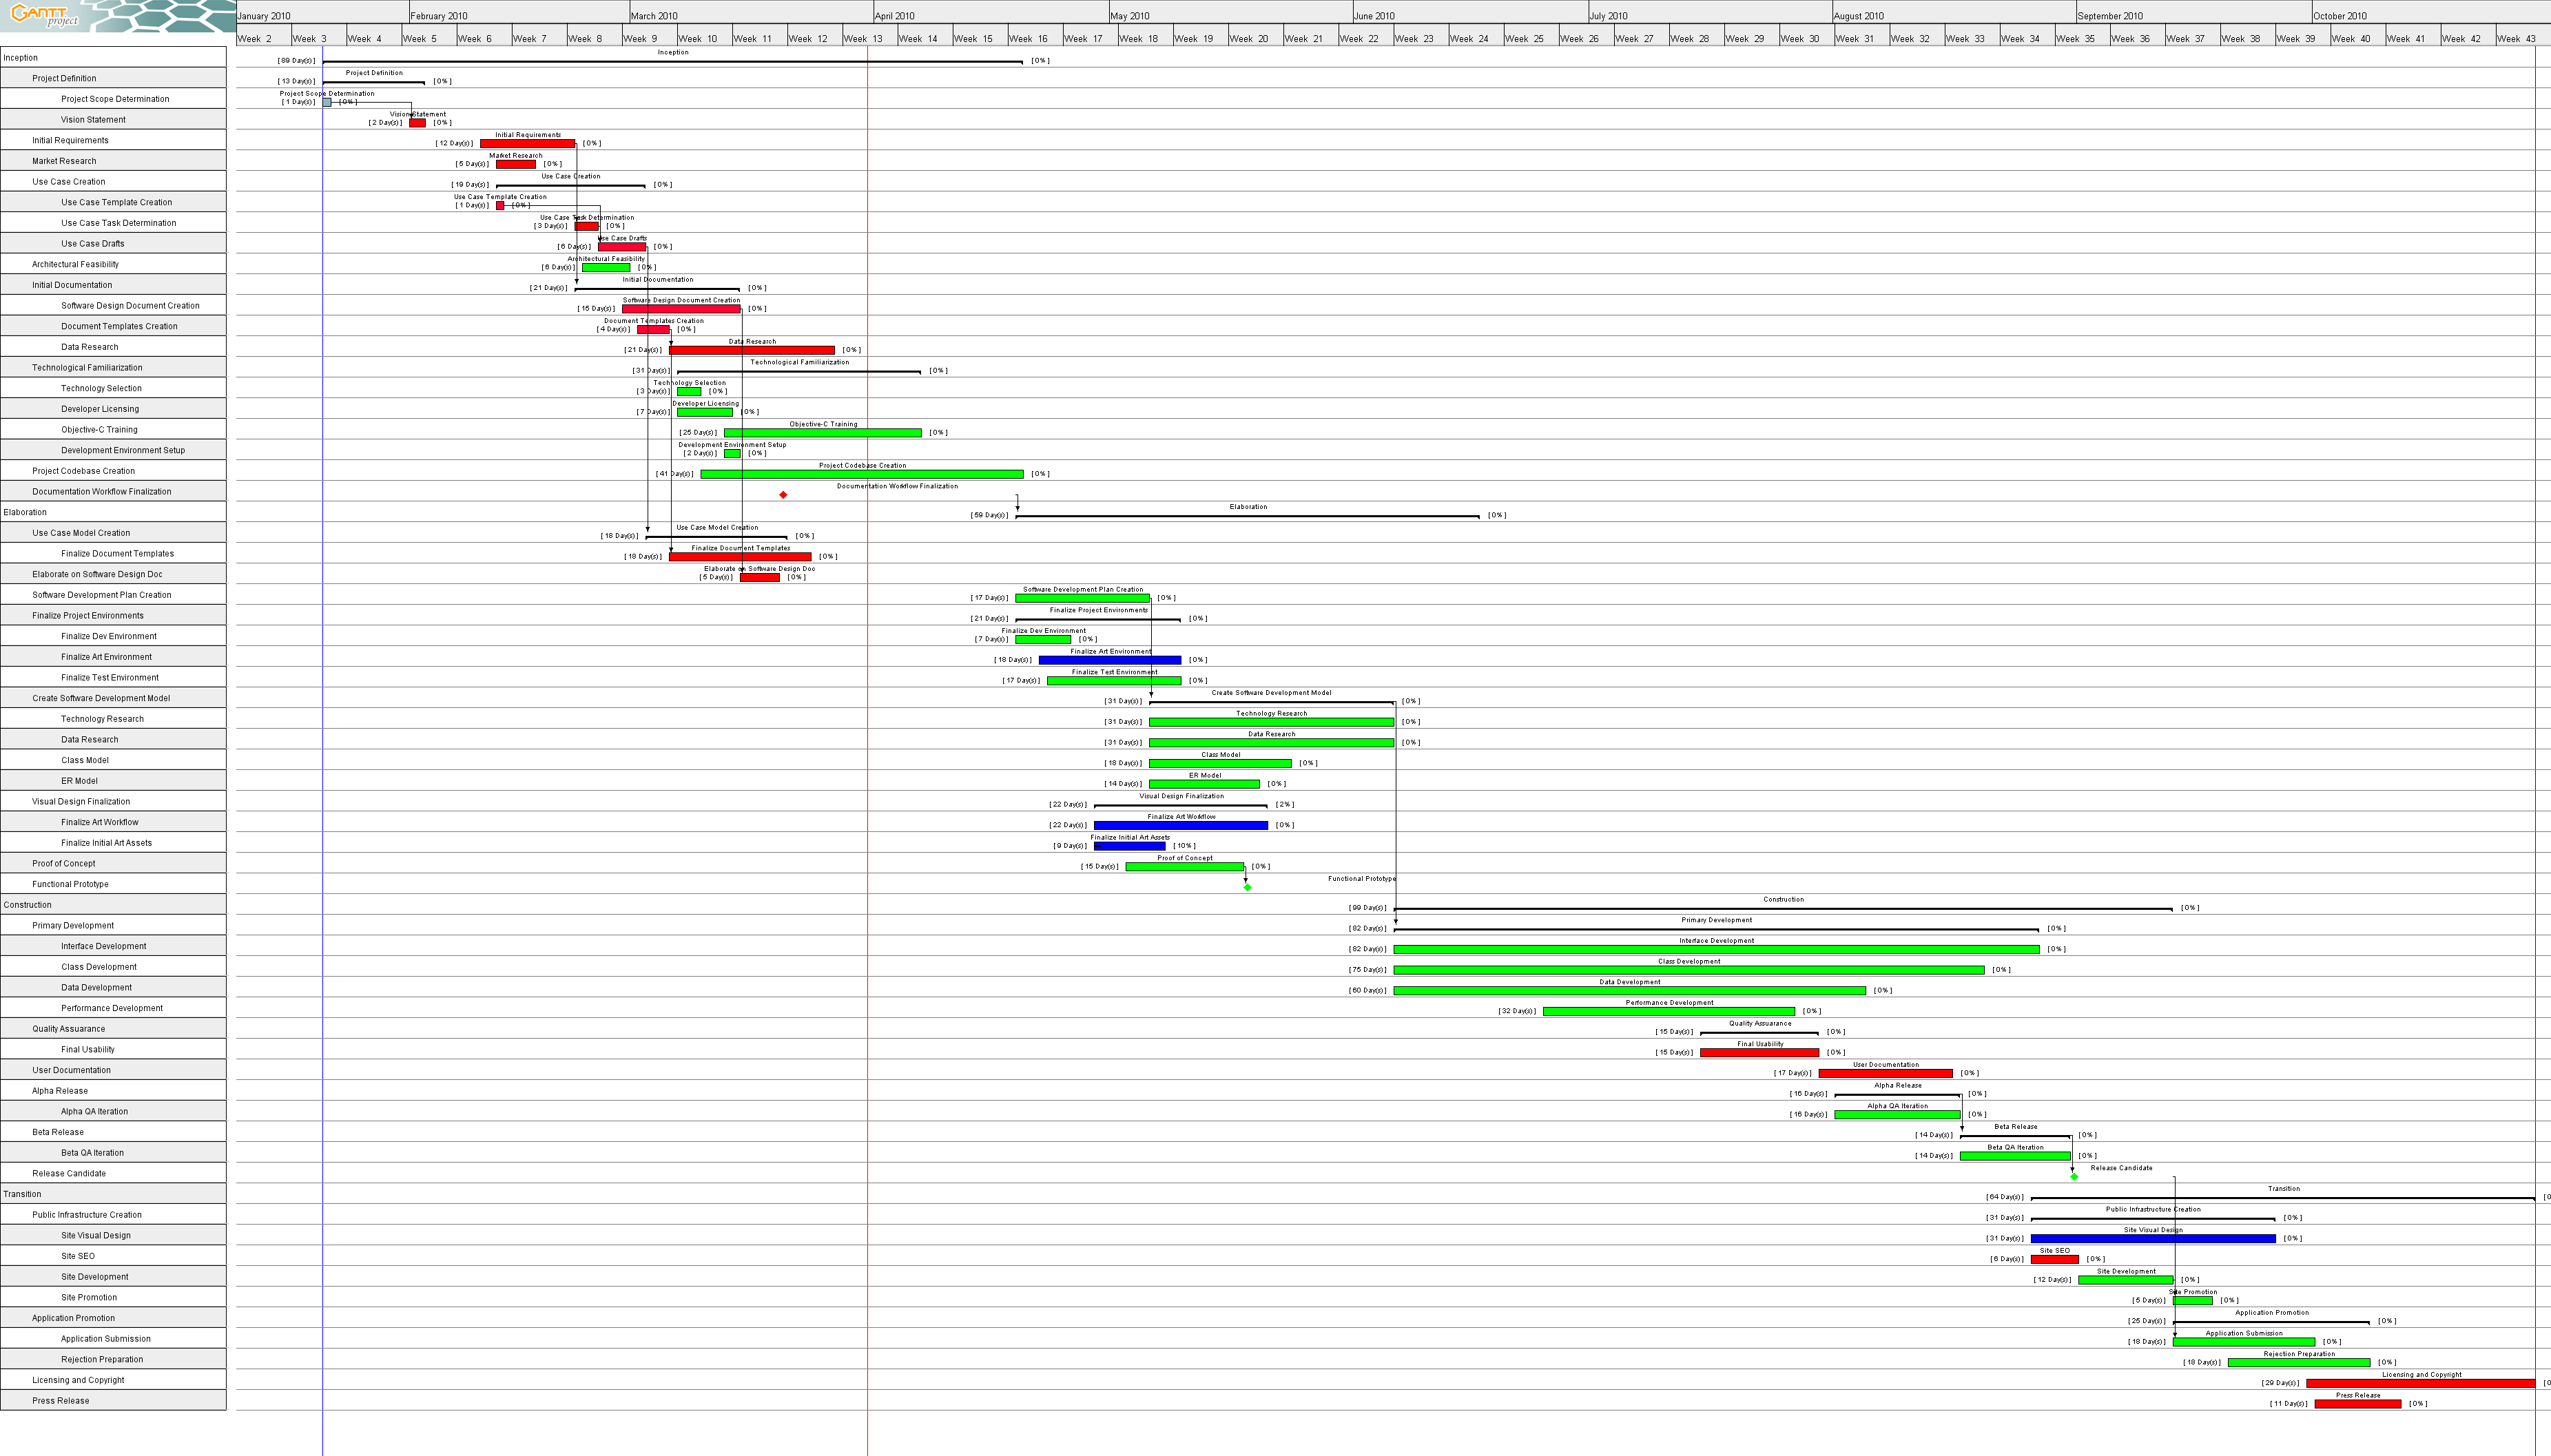 GANTT project
January 2010 February 2010 March 2010 April 2010 May 2010 June 2010 July 2010 August 2010 September 2010 October 2010
Week 2 Week 3 Week 4 Week 5 Week 6 Week 7 Week 8 Week 9 Week 10 Week 11 Week 12 Week 13 Week 14 Week 15 Week 16 Week 17 Week 18 Week 19 Week 20 Week 21 Week 22 Week 23 Week 24 Week 25 Week 26 Week 27 Week 28 Week 29 Week 30 Week 31 Week 32 Week 33 Week 34 Week 35 Week 36 Week 37 Week 38 Week 39 Week 40 Week 41 Week 42 Week 43
Inception [ 89 Day(s) ] Inception [ 0% ]
Project Definition [ 13 Day(s) ] Project Definition [ 0% ]
Project Scope Determination [ 1 Day(s) ] Project Scope Determination [ 0% ]
Vision Statement [ 2 Day(s) ] Vision Statement [ 0% ]
Initial Requirements [ 12 Day(s) ] Initial Requirements [ 0% ]
Market Research [ 5 Day(s) ] Market Research [ 0% ]
Use Case Creation [ 19 Day(s) ] Use Case Creation [ 0% ]
Use Case Template Creation [ 1 Day(s) ] Use Case Template Creation [ 0% ]
Use Case Task Determination [ 3 Day(s) ] Use Case Task Determination [ 0% ]
Use Case Drafts [ 6 Day(s) ] Use Case Drafts [ 0% ]
Architectural Feasibility [ 6 Day(s) ] Architectural Feasibility [ 0% ]
Initial Documentation [ 21 Day(s) ] Initial Documentation [ 0% ]
Software Design Document Creation [ 15 Day(s) ] Software Design Document Creation [ 0% ]
Document Templates Creation [ 4 Day(s) ] Document Templates Creation [ 0% ]
Data Research [ 21 Day(s) ] Data Research [ 0% ]
Technological Familiarization [ 31 Day(s) ] Technological Familiarization [ 0% ]
Technology Selection [ 3 Day(s) ] Technology Selection [ 0% ]
Developer Licensing [ 7 Day(s) ] Developer Licensing [ 0% ]
Objective-C Training [ 25 Day(s) ] Objective-C Training [ 0% ]
Development Environment Setup [ 2 Day(s) ] Development Environment Setup [ 0% ]
Project Codebase Creation [ 41 Day(s) ] Project Codebase Creation [ 0% ]
Documentation Workflow Finalization Documentation Workflow Finalization
Elaboration [ 59 Day(s) ] Elaboration [ 0% ]
Use Case Model Creation [ 18 Day(s) ] Use Case Model Creation [ 0% ]
Finalize Document Templates [ 18 Day(s) ] Finalize Document Templates [ 0% ]
Elaborate on Software Design Doc [ 5 Day(s) ] Elaborate on Software Design Doc [ 0% ]
Software Development Plan Creation [ 17 Day(s) ] Software Development Plan Creation [ 0% ]
Finalize Project Environments [ 21 Day(s) ] Finalize Project Environments [ 0% ]
Finalize Dev Environment [ 7 Day(s) ] Finalize Dev Environment [ 0% ]
Finalize Art Environment [ 18 Day(s) ] Finalize Art Environment [ 0% ]
Finalize Test Environment [ 17 Day(s) ] Finalize Test Environment [ 0% ]
Create Software Development Model [ 31 Day(s) ] Create Software Development Model [ 0% ]
Technology Research [ 31 Day(s) ] Technology Research [ 0% ]
Data Research [ 31 Day(s) ] Data Research [ 0% ]
Class Model [ 18 Day(s) ] Class Model [ 0% ]
ER Model [ 14 Day(s) ] ER Model [ 0% ]
Visual Design Finalization [ 22 Day(s) ] Visual Design Finalization [ 2% ]
Finalize Art Workflow [ 22 Day(s) ] Finalize Art Workflow [ 0% ]
Finalize Initial Art Assets [ 9 Day(s) ] Finalize Initial Art Assets [ 10% ]
Proof of Concept [ 15 Day(s) ] Proof of Concept [ 0% ]
Functional Prototype Functional Prototype
Construction [ 99 Day(s) ] Construction [ 0% ]
Primary Development [ 82 Day(s) ] Primary Development [ 0% ]
Interface Development [ 82 Day(s) ] Interface Development [ 0% ]
Class Development [ 75 Day(s) ] Class Development [ 0% ]
Data Development [ 60 Day(s) ] Data Development [ 0% ]
Performance Development [ 32 Day(s) ] Performance Development [ 0% ]
Quality Assuarance [ 15 Day(s) ] Quality Assuarance [ 0% ]
Final Usability [ 15 Day(s) ] Final Usability [ 0% ]
User Documentation [ 17 Day(s) ] User Documentation [ 0% ]
Alpha Release [ 16 Day(s) ] Alpha Release [ 0% ]
Alpha QA Iteration [ 16 Day(s) ] Alpha QA Iteration [ 0% ]
Beta Release [ 14 Day(s) ] Beta Release [ 0% ]
Beta QA Iteration [ 14 Day(s) ] Beta QA Iteration [ 0% ]
Release Candidate Release Candidate
Transition [ 64 Day(s) ] Transition [ 0
Public Infrastructure Creation [ 31 Day(s) ] Public Infrastructure Creation [ 0% ]
Site Visual Design [ 31 Day(s) ] Site Visual Design [ 0% ]
Site SEO [ 6 Day(s) ] Site SEO [ 0% ]
Site Development [ 12 Day(s) ] Site Development [ 0% ]
Site Promotion [ 5 Day(s) ] Site Promotion [ 0% ]
Application Promotion [ 25 Day(s) ] Application Promotion [ 0% ]
Application Submission [ 18 Day(s) ] Application Submission [ 0% ]
Rejection Preparation [ 18 Day(s) ] Rejection Preparation [ 0% ]
Licensing and Copyright [ 29 Day(s) ] Licensing and Copyright [ 0
Press Release [ 11 Day(s) ] Press Release [ 0% ]